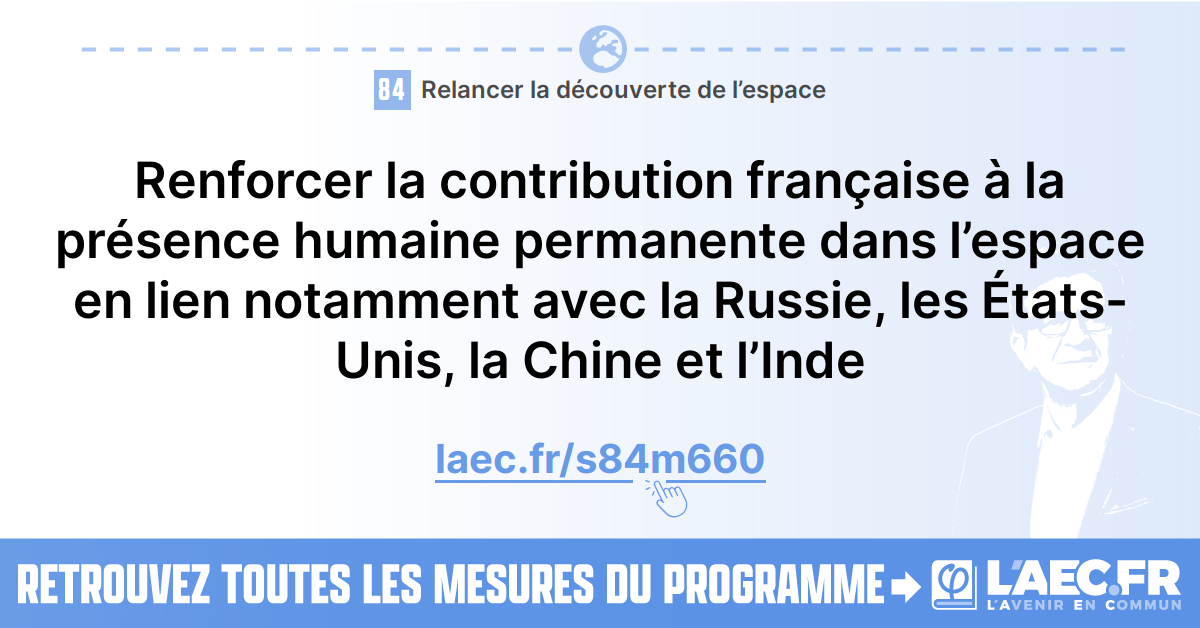 84 Relancer la découverte de l’espace
Renforcer la contribution française à la
présence humaine permanente dans l’espace
en lien notamment avec la Russie, les États-
Unis, la Chine et l’Inde
laec.fr/s84m660
RETROUVEZ TOUTES LES MESURES DU PROGRAMME
L'AEC.FR
L'AVENIR EN COMMUN